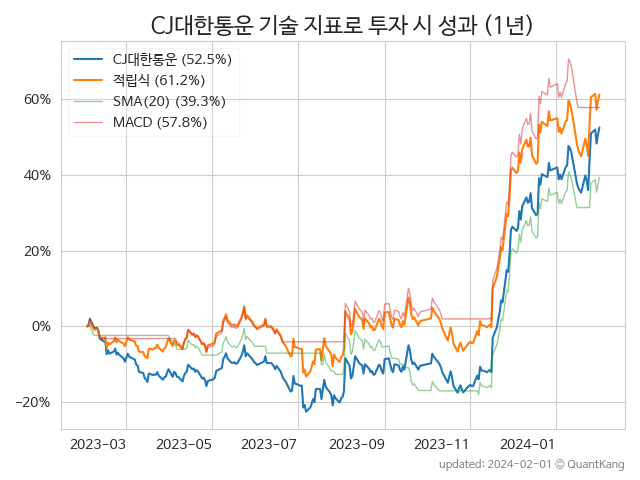 CJ대한통운 기술 지표로 투자 시 성과 (1년)
CJ대한통운 (52.5%)
적립식 (61.2%)
SMA(20) (39.3%)
MACD (57.8%)
60%
40%
20%
0%
−20%
2023-03 2023-05 2023-07 2023-09 2023-11 2024-01
updated: 2024-02-01 © QuantKang